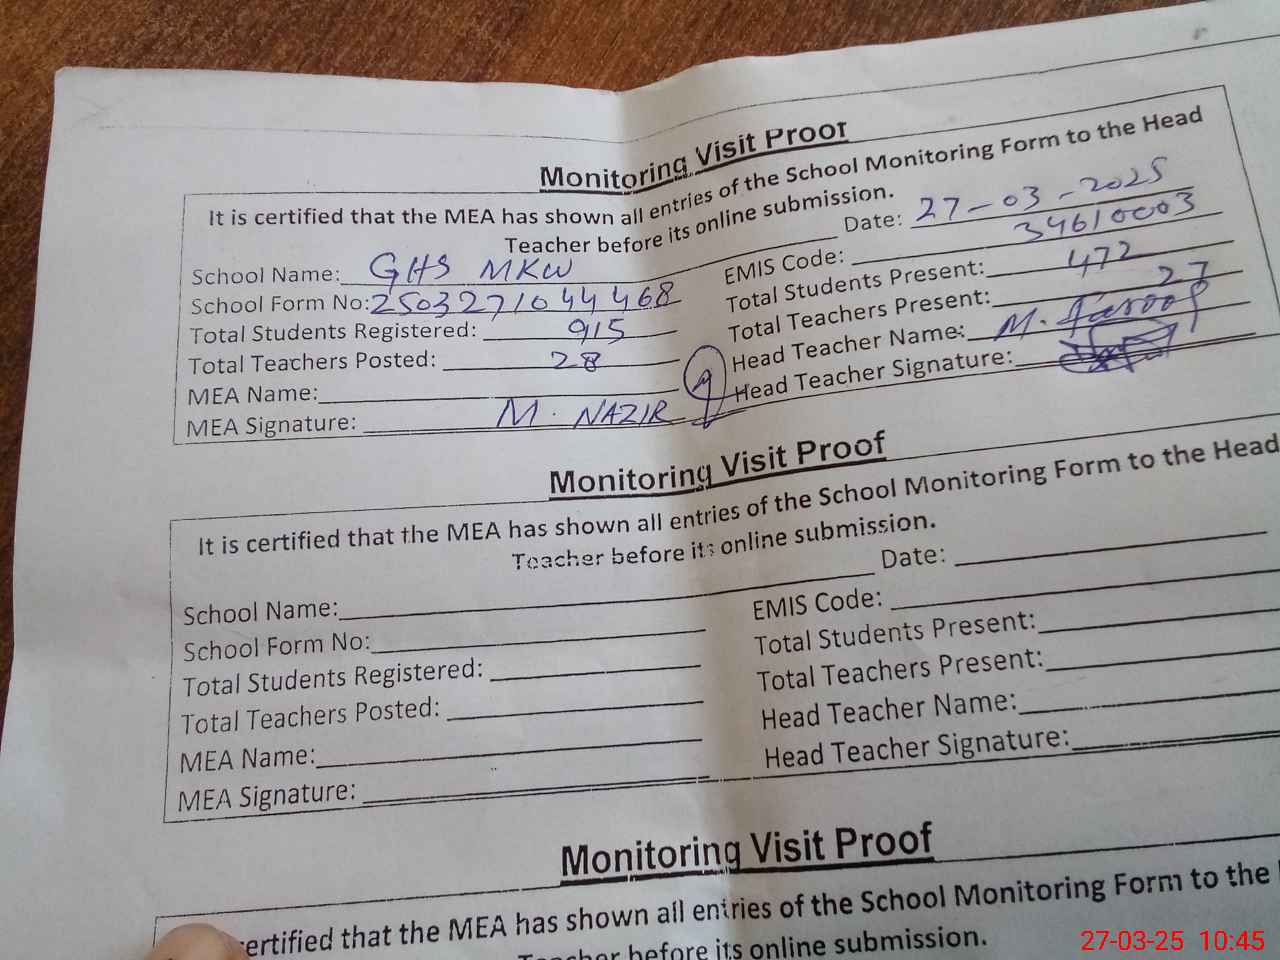 Monitoring Visit Proof
It is certified that the MEA has shown all entries of the School Monitoring Form to the Head
Teacher before its online submission.
Date: 27-03-2025
School Name: GHS MKW
EMIS Code: 34610003
School Form No: 25032710 44 468
Total Students Present: 472
Total Students Registered: 915
Total Teachers Present: 27
Total Teachers Posted: 28
Head Teacher Name: M. Farooq
MEA Name:
Head Teacher Signature:
MEA Signature: M. NAZIR
Monitoring Visit Proof
It is certified that the MEA has shown all entries of the School Monitoring Form to the Head
Teacher before its online submission.
Date:
School Name:
EMIS Code:
School Form No:
Total Students Present:
Total Students Registered:
Total Teachers Present:
Total Teachers Posted:
Head Teacher Name:
MEA Name:
Head Teacher Signature:
MEA Signature:
Monitoring Visit Proof
ertified that the MEA has shown all entries of the School Monitoring Form to the
Teacher before its online submission.
27-03-25 10:45